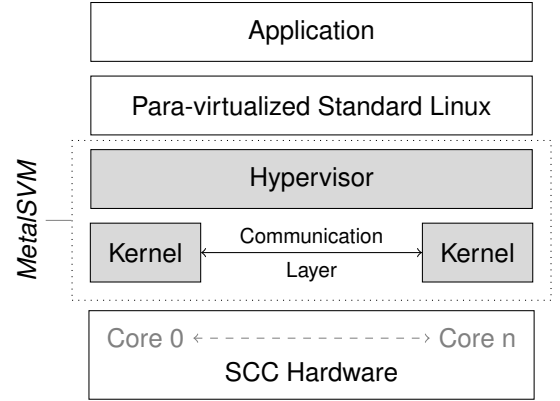 Application
Para-virtualized Standard Linux
MetalSVM
Hypervisor
Kernel
Communication
Layer
Kernel
Core 0
Core n
SCC Hardware